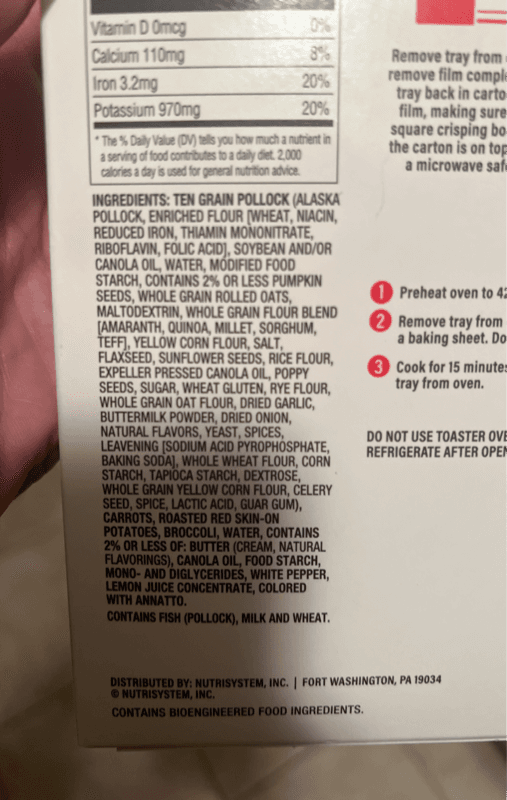 Vitamin D 0mcg 0%
Calcium 110mg 8%
Iron 3.2mg 20%
Potassium 970mg 20%
* The % Daily Value (DV) tells you how much a nutrient in
a serving of food contributes to a daily diet. 2,000
calories a day is used for general nutrition advice.
INGREDIENTS: TEN GRAIN POLLOCK (ALASKA
POLLOCK, ENRICHED FLOUR [WHEAT, NIACIN,
REDUCED IRON, THIAMIN MONONITRATE,
RIBOFLAVIN, FOLIC ACID], SOYBEAN AND/OR
CANOLA OIL, WATER, MODIFIED FOOD
STARCH, CONTAINS 2% OR LESS PUMPKIN
SEEDS, WHOLE GRAIN ROLLED OATS,
MALTODEXTRIN, WHOLE GRAIN FLOUR BLEND
[AMARANTH, QUINOA, MILLET, SORGHUM,
TEFF], YELLOW CORN FLOUR, SALT,
FLAXSEED, SUNFLOWER SEEDS, RICE FLOUR,
EXPELLER PRESSED CANOLA OIL, POPPY
SEEDS, SUGAR, WHEAT GLUTEN, RYE FLOUR,
WHOLE GRAIN OAT FLOUR, DRIED GARLIC,
BUTTERMILK POWDER, DRIED ONION,
NATURAL FLAVORS, YEAST, SPICES,
LEAVENING [SODIUM ACID PYROPHOSPHATE,
BAKING SODA], WHOLE WHEAT FLOUR, CORN
STARCH, TAPIOCA STARCH, DEXTROSE,
WHOLE GRAIN YELLOW CORN FLOUR, CELERY
SEED, SPICE, LACTIC ACID, GUAR GUM),
CARROTS, ROASTED RED SKIN-ON
POTATOES, BROCCOLI, WATER, CONTAINS
2% OR LESS OF: BUTTER (CREAM, NATURAL
FLAVORINGS), CANOLA OIL, FOOD STARCH,
MONO- AND DIGLYCERIDES, WHITE PEPPER,
LEMON JUICE CONCENTRATE, COLORED
WITH ANNATTO.
CONTAINS FISH (POLLOCK), MILK AND WHEAT.
DISTRIBUTED BY: NUTRISYSTEM, INC. | FORT WASHINGTON, PA 19034
© NUTRISYSTEM, INC.
CONTAINS BIOENGINEERED FOOD INGREDIENTS.
Remove tray from
remove film
tray back in
film, making sure
square crisping
the carton is on top
a microwave
1 Preheat oven to
2 Remove tray from
a baking sheet. Do
3 Cook for 15
tray from oven.
DO NOT USE TOASTER
REFRIGERATE AFTER